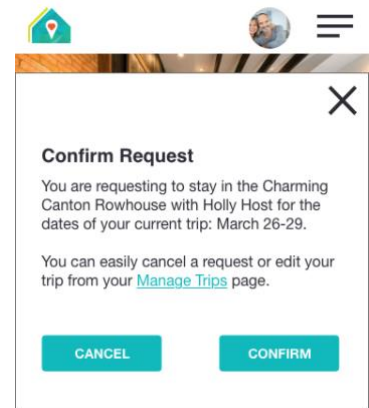 Confirm Request
You are requesting to stay in the Charming
Canton Rowhouse with Holly Host for the
dates of your current trip: March 26-29.
You can easily cancel a request or edit your
trip from your Manage Trips page.
CANCEL CONFIRM